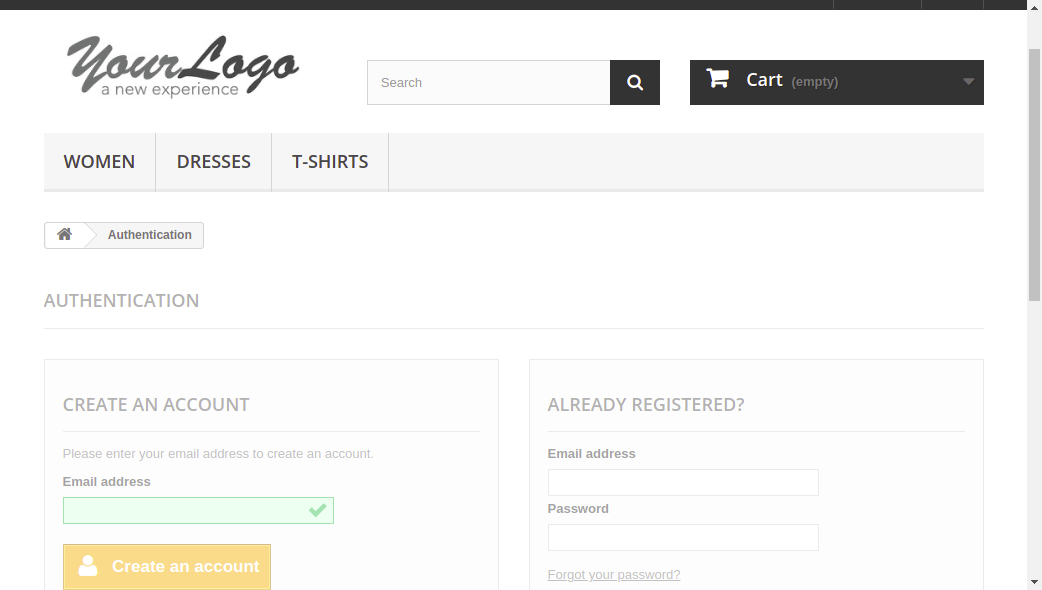 YourLogo
a new experience
Search
Cart (empty)
WOMEN DRESSES T-SHIRTS
Authentication
AUTHENTICATION
CREATE AN ACCOUNT
Please enter your email address to create an account.
Email address
Create an account
ALREADY REGISTERED?
Email address
Password
Forgot your password?